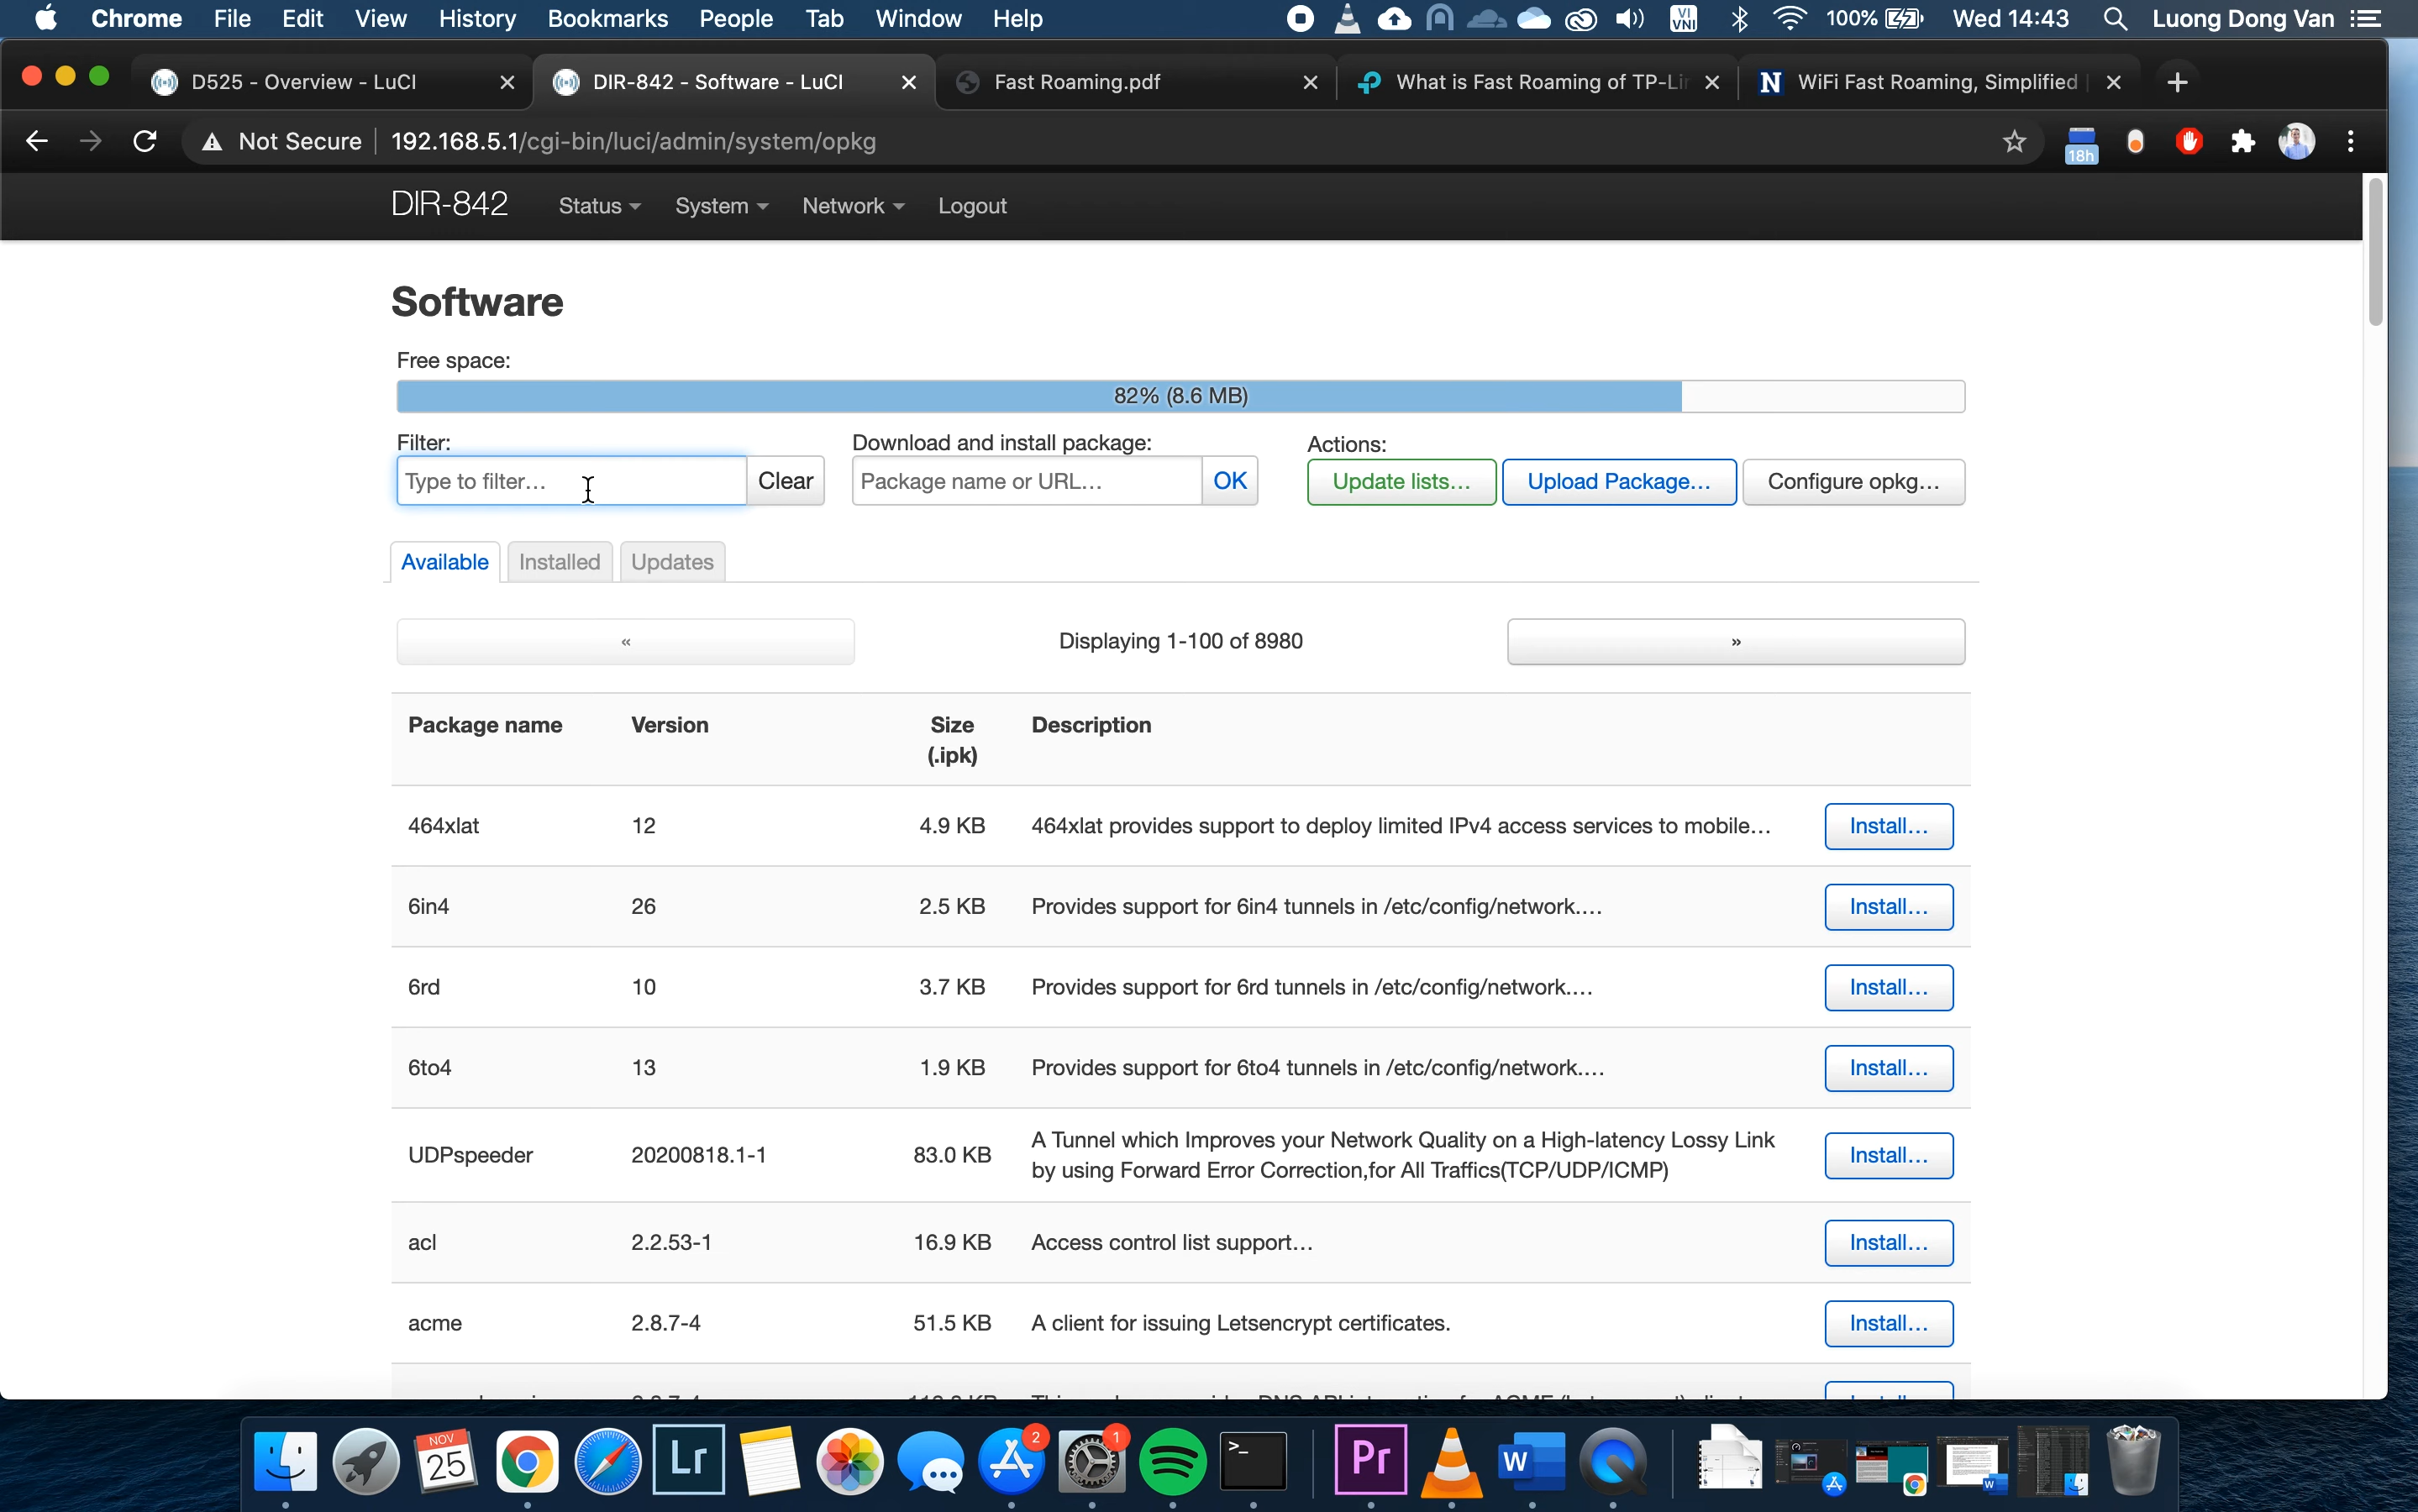 Chrome File Edit View History Bookmarks People Tab Window Help VI VNI 100% Wed 14:43 Luong Dong Van
D525 - Overview - LuCI DIR-842 - Software - LuCI Fast Roaming.pdf What is Fast Roaming of TP-Lin WiFi Fast Roaming, Simplified
Not Secure 192.168.5.1/cgi-bin/luci/admin/system/opkg 18h
DIR-842 Status System Network Logout
Software
Free space:
82% (8.6 MB)
Filter: Download and install package: Actions:
Type to filter… Clear Package name or URL… OK Update lists… Upload Package… Configure opkg…
Available Installed Updates
« Displaying 1-100 of 8980 »
Package name Version Size Description
(.ipk)
464xlat 12 4.9 KB 464xlat provides support to deploy limited IPv4 access services to mobile… Install…
6in4 26 2.5 KB Provides support for 6in4 tunnels in /etc/config/network.… Install…
6rd 10 3.7 KB Provides support for 6rd tunnels in /etc/config/network.… Install…
6to4 13 1.9 KB Provides support for 6to4 tunnels in /etc/config/network.… Install…
A Tunnel which Improves your Network Quality on a High-latency Lossy Link
UDPspeeder 20200818.1-1 83.0 KB by using Forward Error Correction,for All Traffics(TCP/UDP/ICMP) Install…
acl 2.2.53-1 16.9 KB Access control list support… Install…
acme 2.8.7-4 51.5 KB A client for issuing Letsencrypt certificates. Install…
NOV
25 Lr 2 1 >_ Pr W